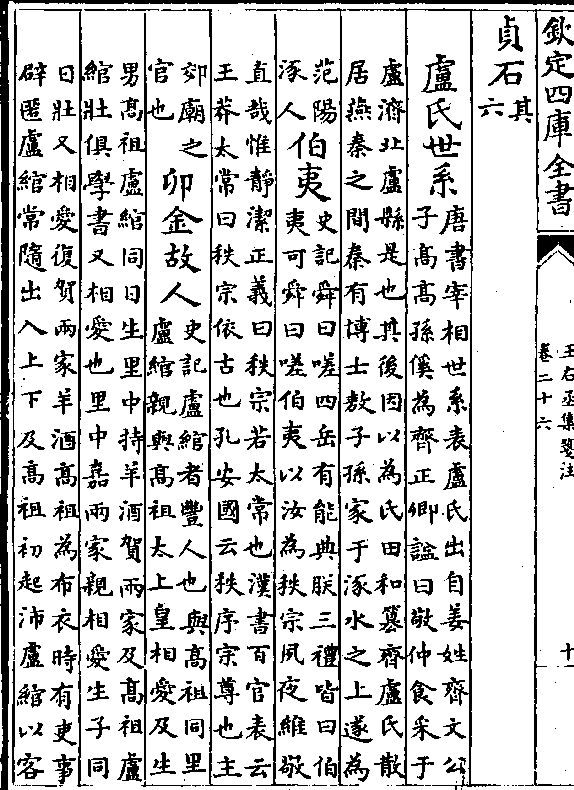 欽定四庫全書
王右丞集箋注
卷二十六
十
貞石其
六
盧氏世系
唐書宰相世系表盧氏出自姜姓齊文公
子高高孫傒為齊正卿諡曰敬仲食采于
盧濟北盧縣是也其後因以為氏田和篡齊盧氏散
居燕秦之間秦有博士敖子孫家于涿水之上遂為
范陽
涿人
伯夷
史記舜曰嗟四岳有能典朕三禮皆曰伯
夷可舜曰嗟伯夷以汝為秩宗夙夜維敬
直哉惟靜潔正義曰秩宗若太常也漢書百官表云
王莽太常曰秩宗依古也孔安國云秩序宗尊也主
郊廟之
官也
卯金故人
史記盧綰者豐人也與高祖同里
盧綰親與高祖太上皇相愛及生
男高祖盧綰同日生里中持羊酒賀兩家及高祖盧
綰壯俱學書又相愛也里中嘉兩家親相愛生子同
日壯又相愛復賀兩家羊酒高祖為布衣時有吏事
辟匿盧綰常隨出入上下及高祖初起沛盧綰以客